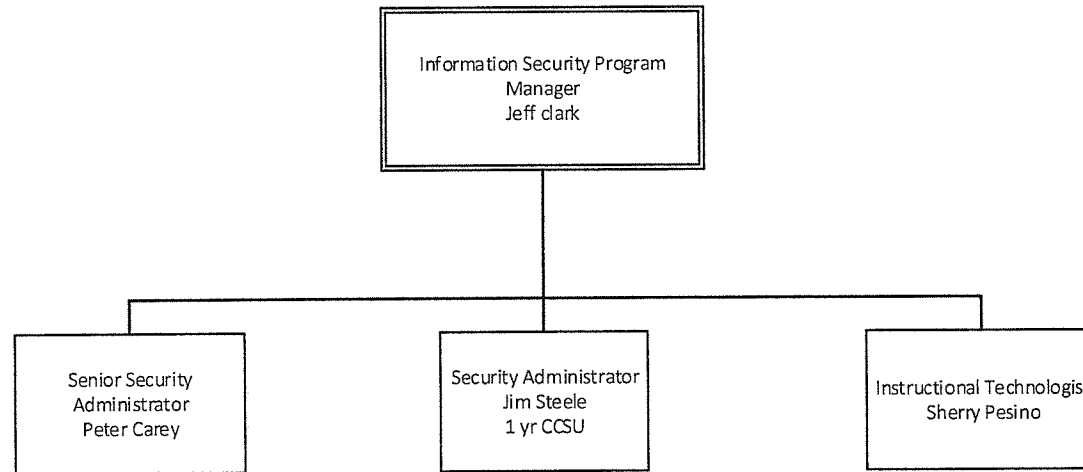 Information Security Program
Manager
Jeff clark
Senior Security
Administrator
Peter Carey
Security Administrator
Jim Steele
1 yr CCSU
Instructional Technologis
Sherry Pesino